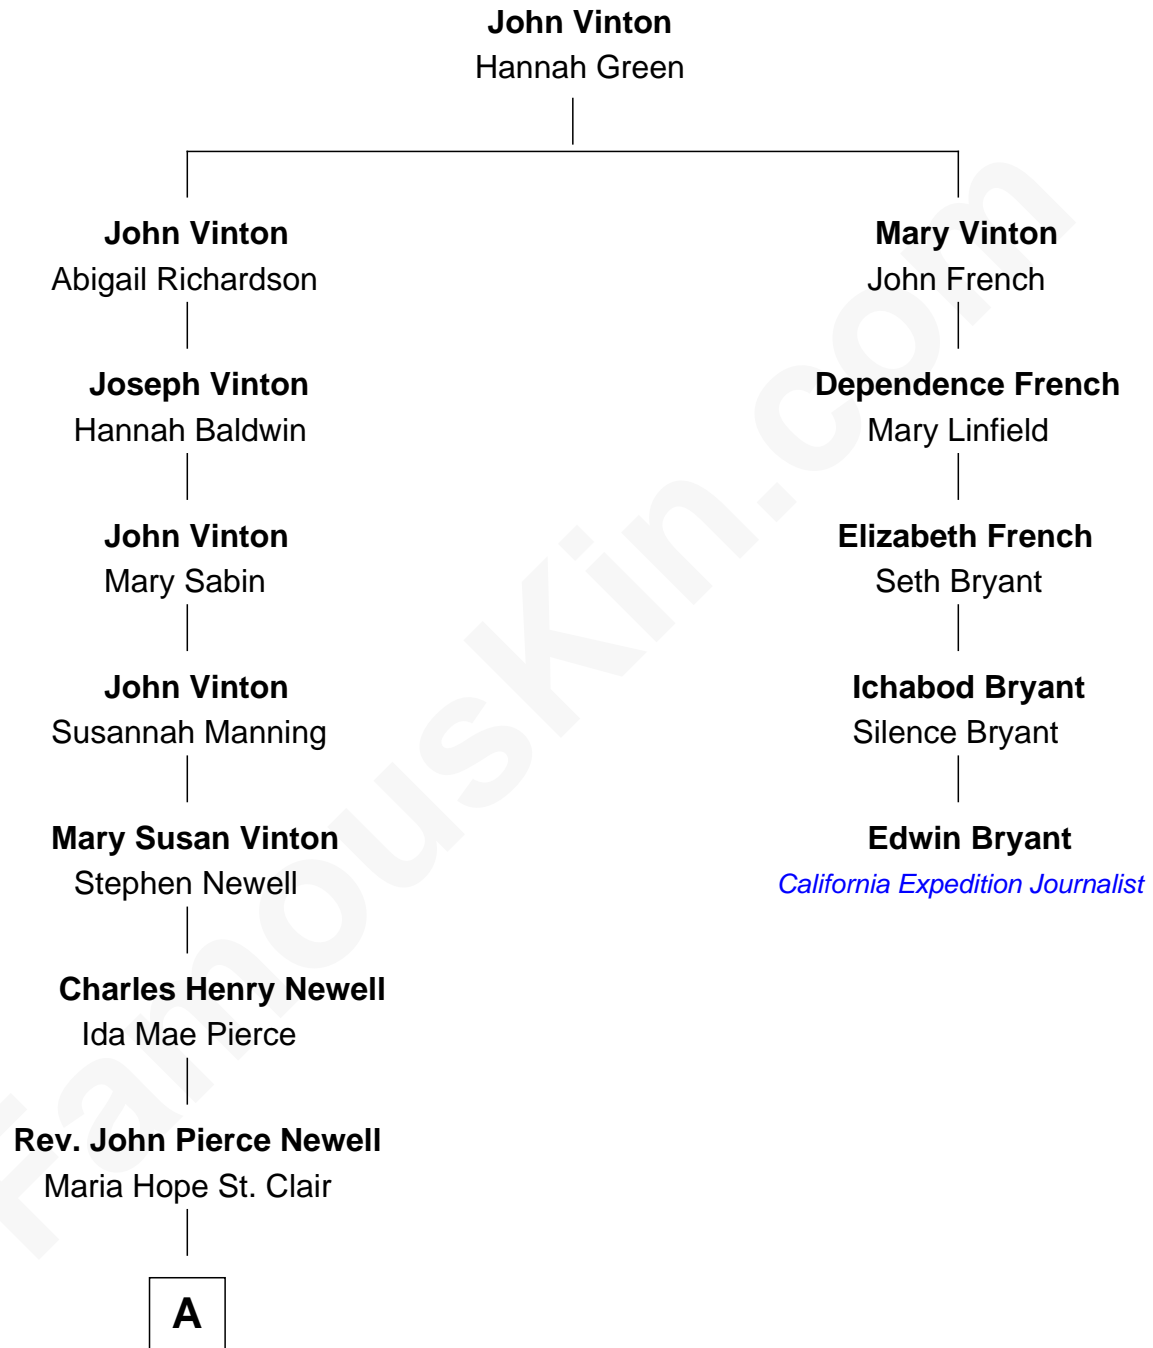 John Vinton
Hannah Green
John Vinton
Abigail Richardson
Mary Vinton
John French
Joseph Vinton
Hannah Baldwin
Dependence French
Mary Linfield
John Vinton
Mary Sabin
Elizabeth French
Seth Bryant
John Vinton
Susannah Manning
Ichabod Bryant
Silence Bryant
Mary Susan Vinton
Stephen Newell
Edwin Bryant
California Expedition Journalist
Charles Henry Newell
Ida Mae Pierce
Rev. John Pierce Newell
Maria Hope St. Clair
A
FamousKin.com